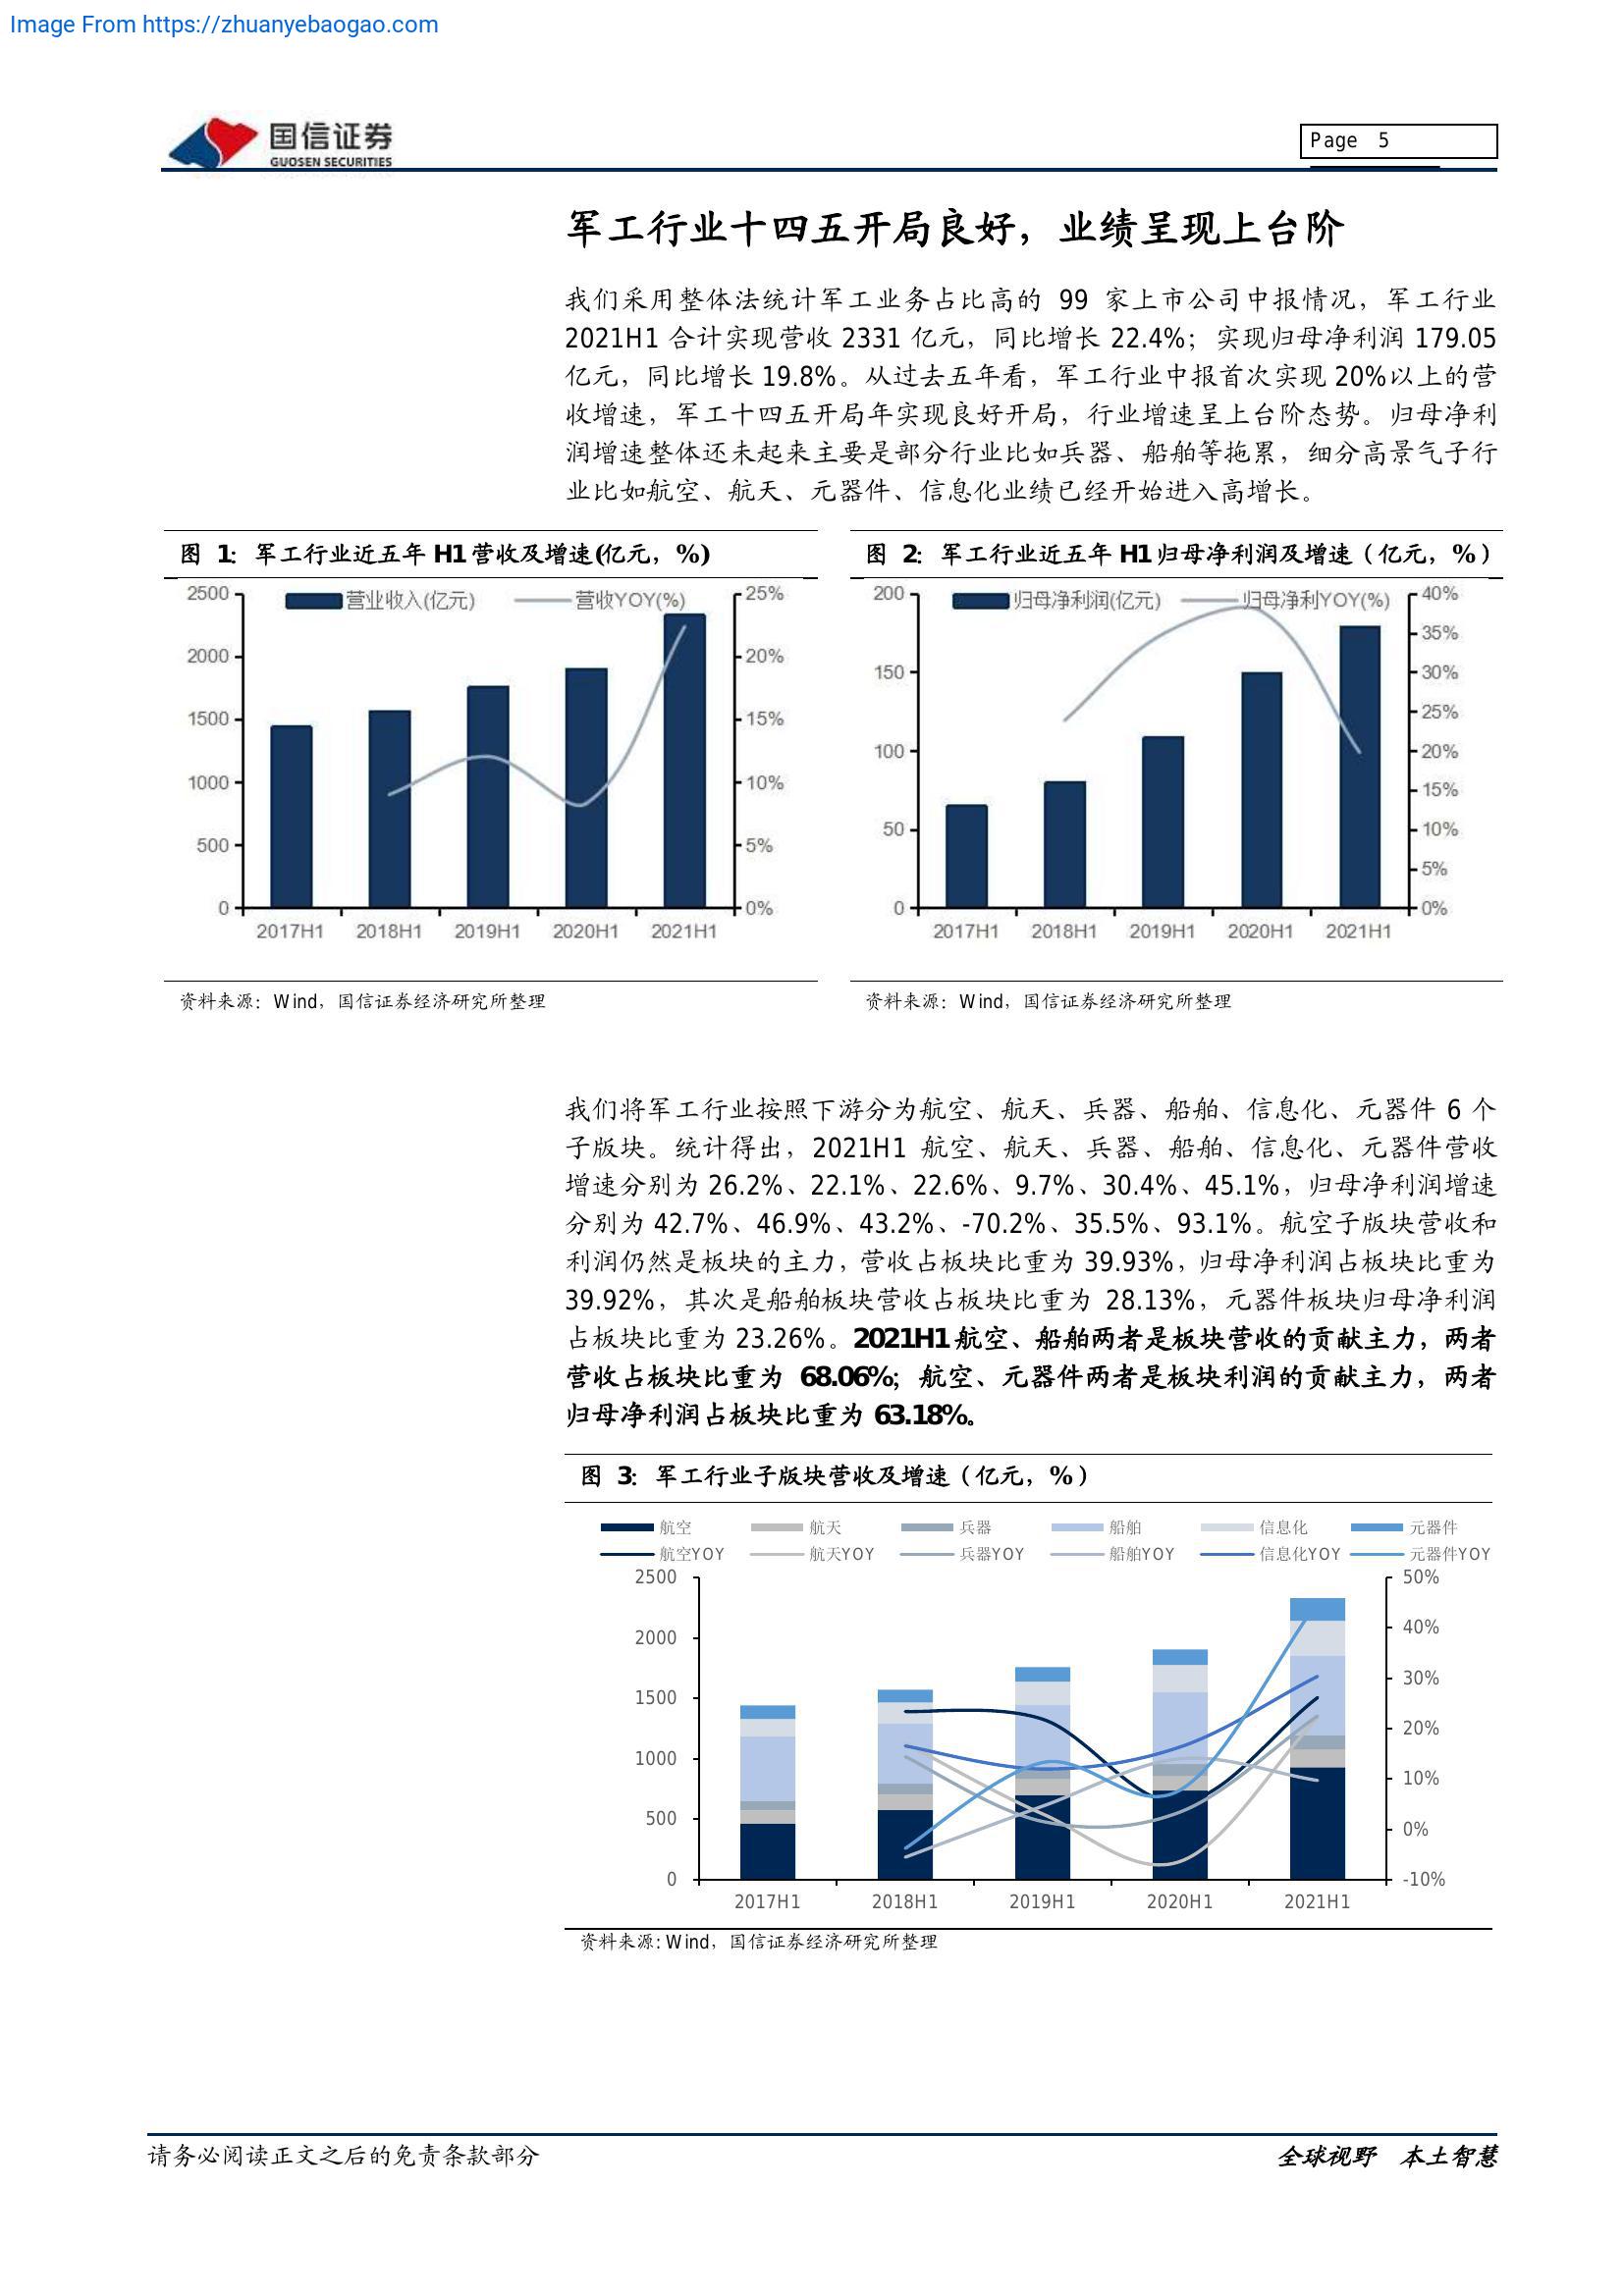 Image From https://zhuanyebaogao.com
国信证券
GUOSEN SECURITIES
Page 5
军工行业十四五开局良好，业绩呈现上台阶
我们采用整体法统计军工业务占比高的 99 家上市公司中报情况，军工行业
2021H1 合计实现营收 2331 亿元，同比增长 22.4%；实现归母净利润 179.05
亿元，同比增长 19.8%。从过去五年看，军工行业中报首次实现 20%以上的营
收增速，军工十四五开局年实现良好开局，行业增速呈上台阶态势。归母净利
润增速整体还未起来主要是部分行业比如兵器、船舶等拖累，细分高景气子行
业比如航空、航天、元器件、信息化业绩已经开始进入高增长。
图 1：军工行业近五年 H1 营收及增速(亿元，%)
营业收入(亿元) 营收YOY(%)
2500 25%
2000 20%
1500 15%
1000 10%
500 5%
0 0%
2017H1 2018H1 2019H1 2020H1 2021H1
资料来源：Wind，国信证券经济研究所整理
图 2：军工行业近五年 H1 归母净利润及增速（亿元，%）
归母净利润(亿元) 归母净利YOY(%)
200 40%
35%
150 30%
25%
100 20%
15%
50 10%
5%
0 0%
2017H1 2018H1 2019H1 2020H1 2021H1
资料来源：Wind，国信证券经济研究所整理
我们将军工行业按照下游分为航空、航天、兵器、船舶、信息化、元器件 6 个
子版块。统计得出，2021H1 航空、航天、兵器、船舶、信息化、元器件营收
增速分别为 26.2%、22.1%、22.6%、9.7%、30.4%、45.1%，归母净利润增速
分别为 42.7%、46.9%、43.2%、-70.2%、35.5%、93.1%。航空子版块营收和
利润仍然是板块的主力，营收占板块比重为 39.93%，归母净利润占板块比重为
39.92%，其次是船舶板块营收占板块比重为 28.13%，元器件板块归母净利润
占板块比重为 23.26%。2021H1 航空、船舶两者是板块营收的贡献主力，两者
营收占板块比重为 68.06%；航空、元器件两者是板块利润的贡献主力，两者
归母净利润占板块比重为 63.18%。
图 3：军工行业子版块营收及增速（亿元，%）
航空 航天 兵器 船舶 信息化 元器件
航空YOY 航天YOY 兵器YOY 船舶YOY 信息化YOY 元器件YOY
2500 50%
2000 40%
30%
1500 20%
1000 10%
500 0%
0 -10%
2017H1 2018H1 2019H1 2020H1 2021H1
资料来源：Wind，国信证券经济研究所整理
请务必阅读正文之后的免责条款部分
全球视野 本土智慧